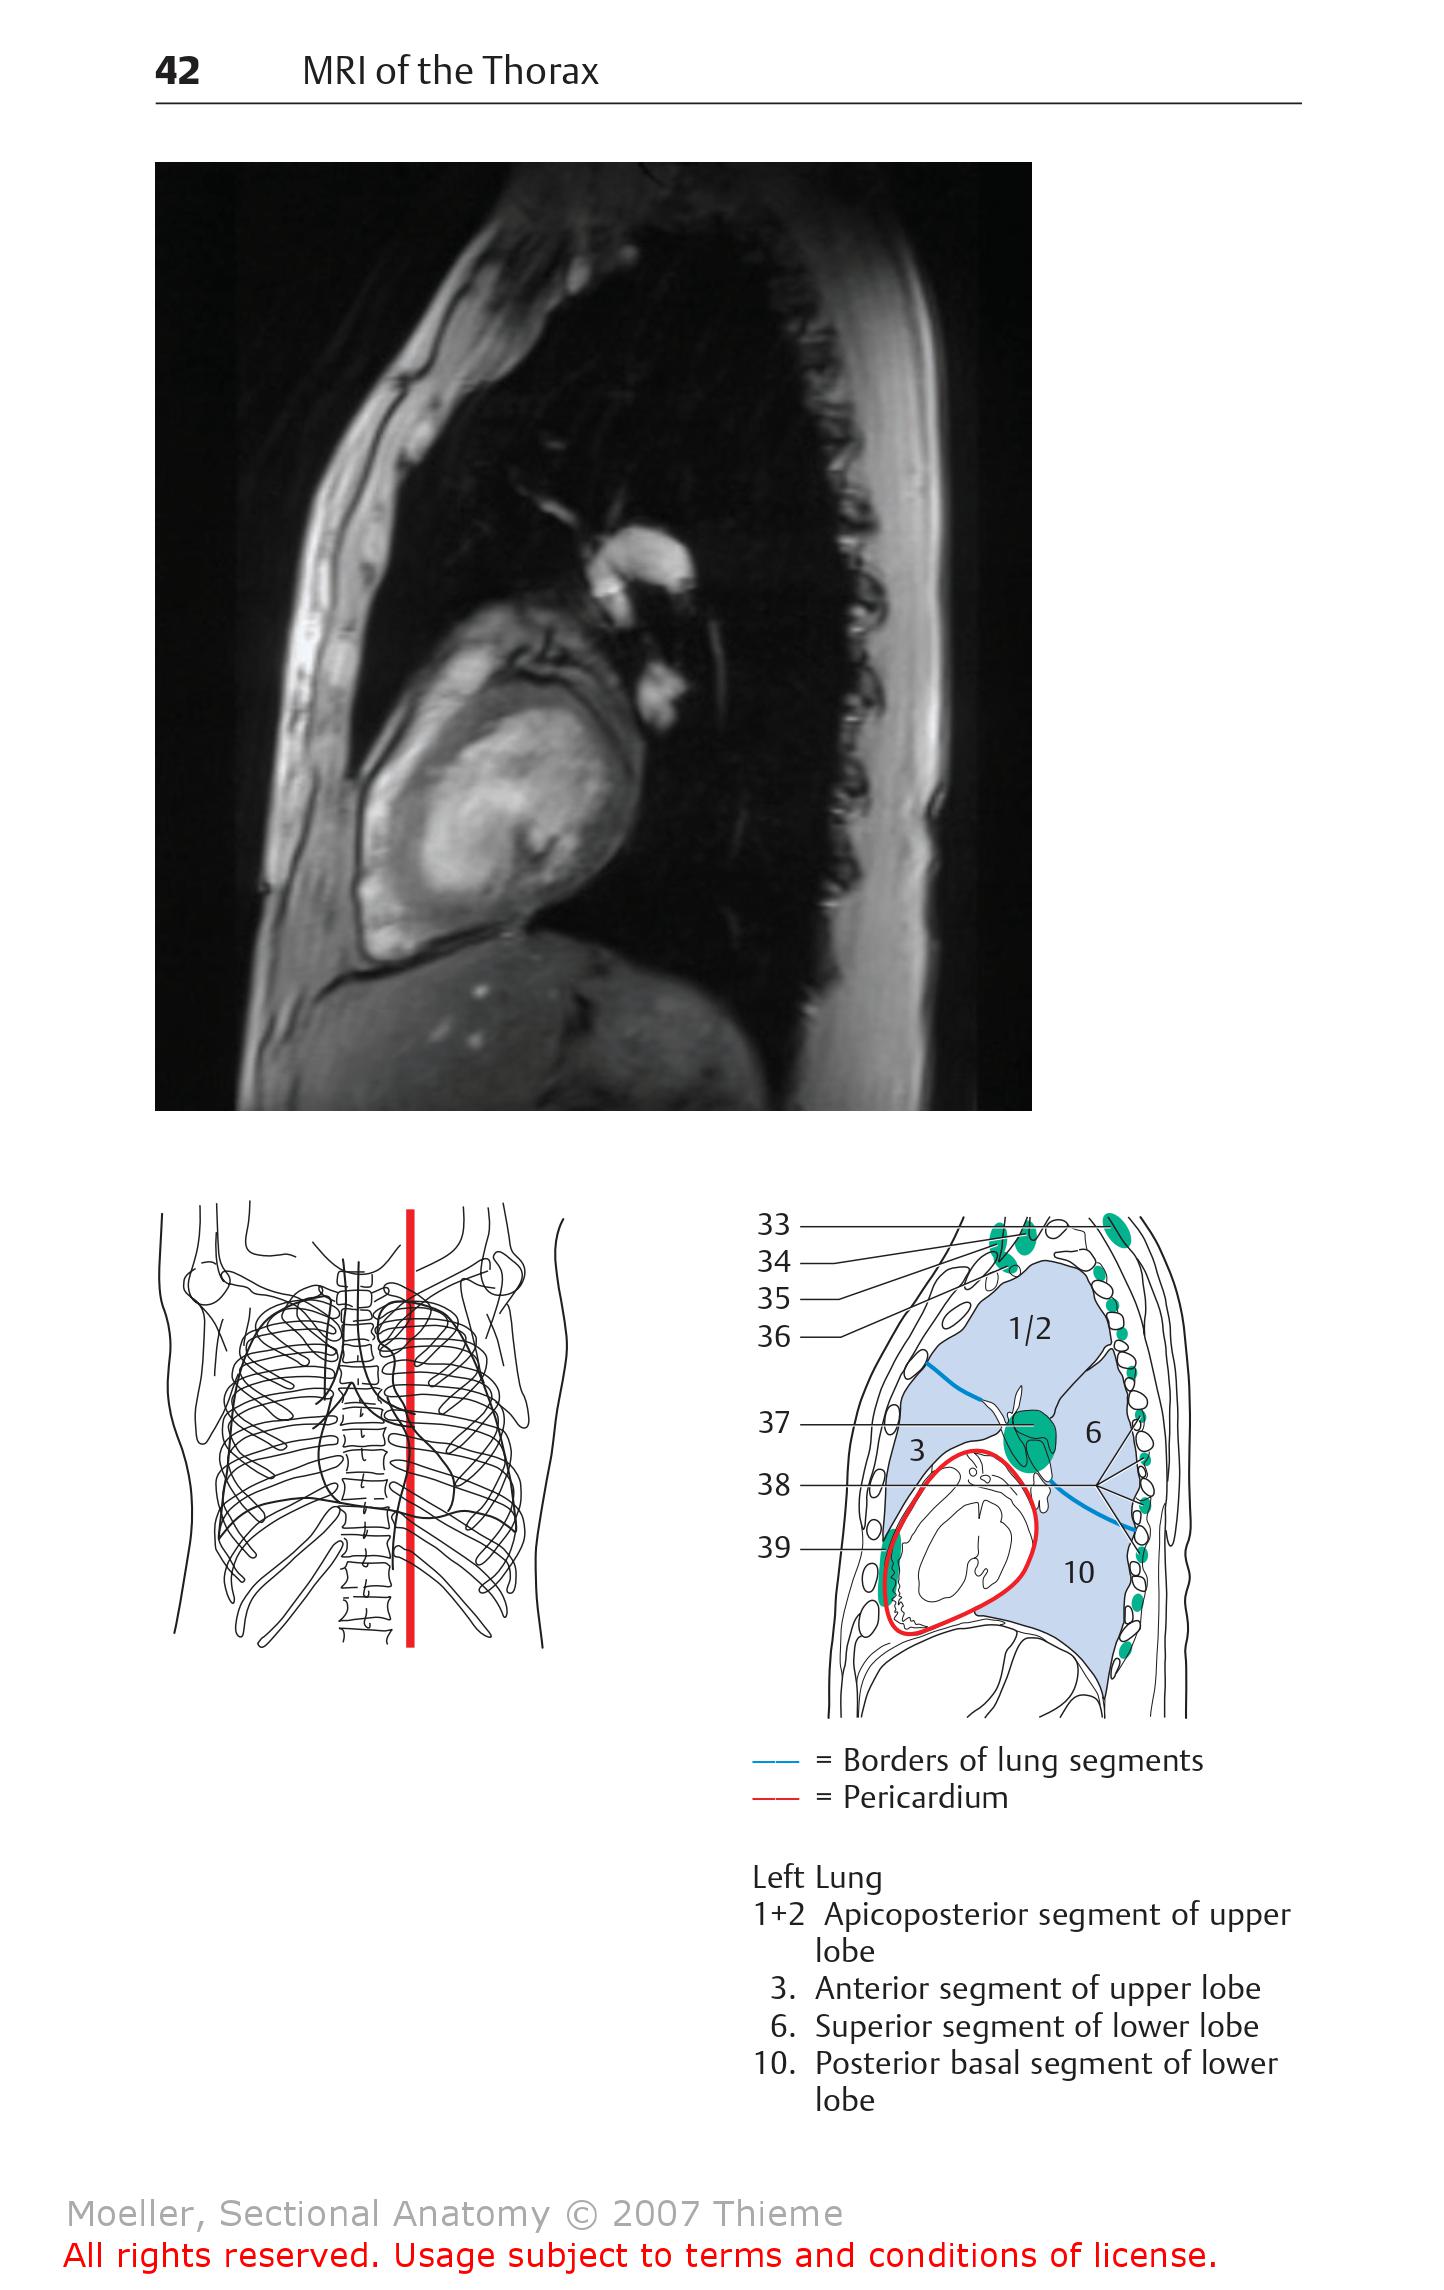 42 MRI of the Thorax
33
34
35
36
37
38
39
1/2
3
6
10
= Borders of lung segments
= Pericardium
Left Lung
1+2 Apicoposterior segment of upper
lobe
3. Anterior segment of upper lobe
6. Superior segment of lower lobe
10. Posterior basal segment of lower
lobe
Moeller, Sectional Anatomy © 2007 Thieme
All rights reserved. Usage subject to terms and conditions of license.